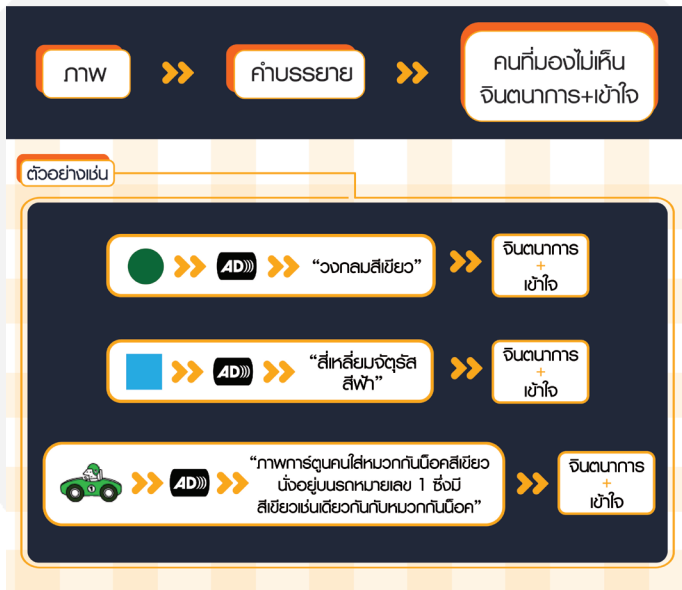 ภาพ
คำบรรยาย
คนที่มองไม่เห็น
จินตนาการ+เข้าใจ
ตัวอย่างเช่น
AD
“วงกลมสีเขียว”
จินตนาการ
+
เข้าใจ
AD
“สี่เหลี่ยมจัตุรัส
สีฟ้า”
จินตนาการ
+
เข้าใจ
1
AD
“ภาพการ์ตูนคนใส่หมวกกันน็อคสีเขียว
นั่งอยู่บนรถหมายเลข 1 ซึ่งมี
สีเขียวเช่นเดียวกันกับหมวกกันน็อค”
จินตนาการ
+
เข้าใจ